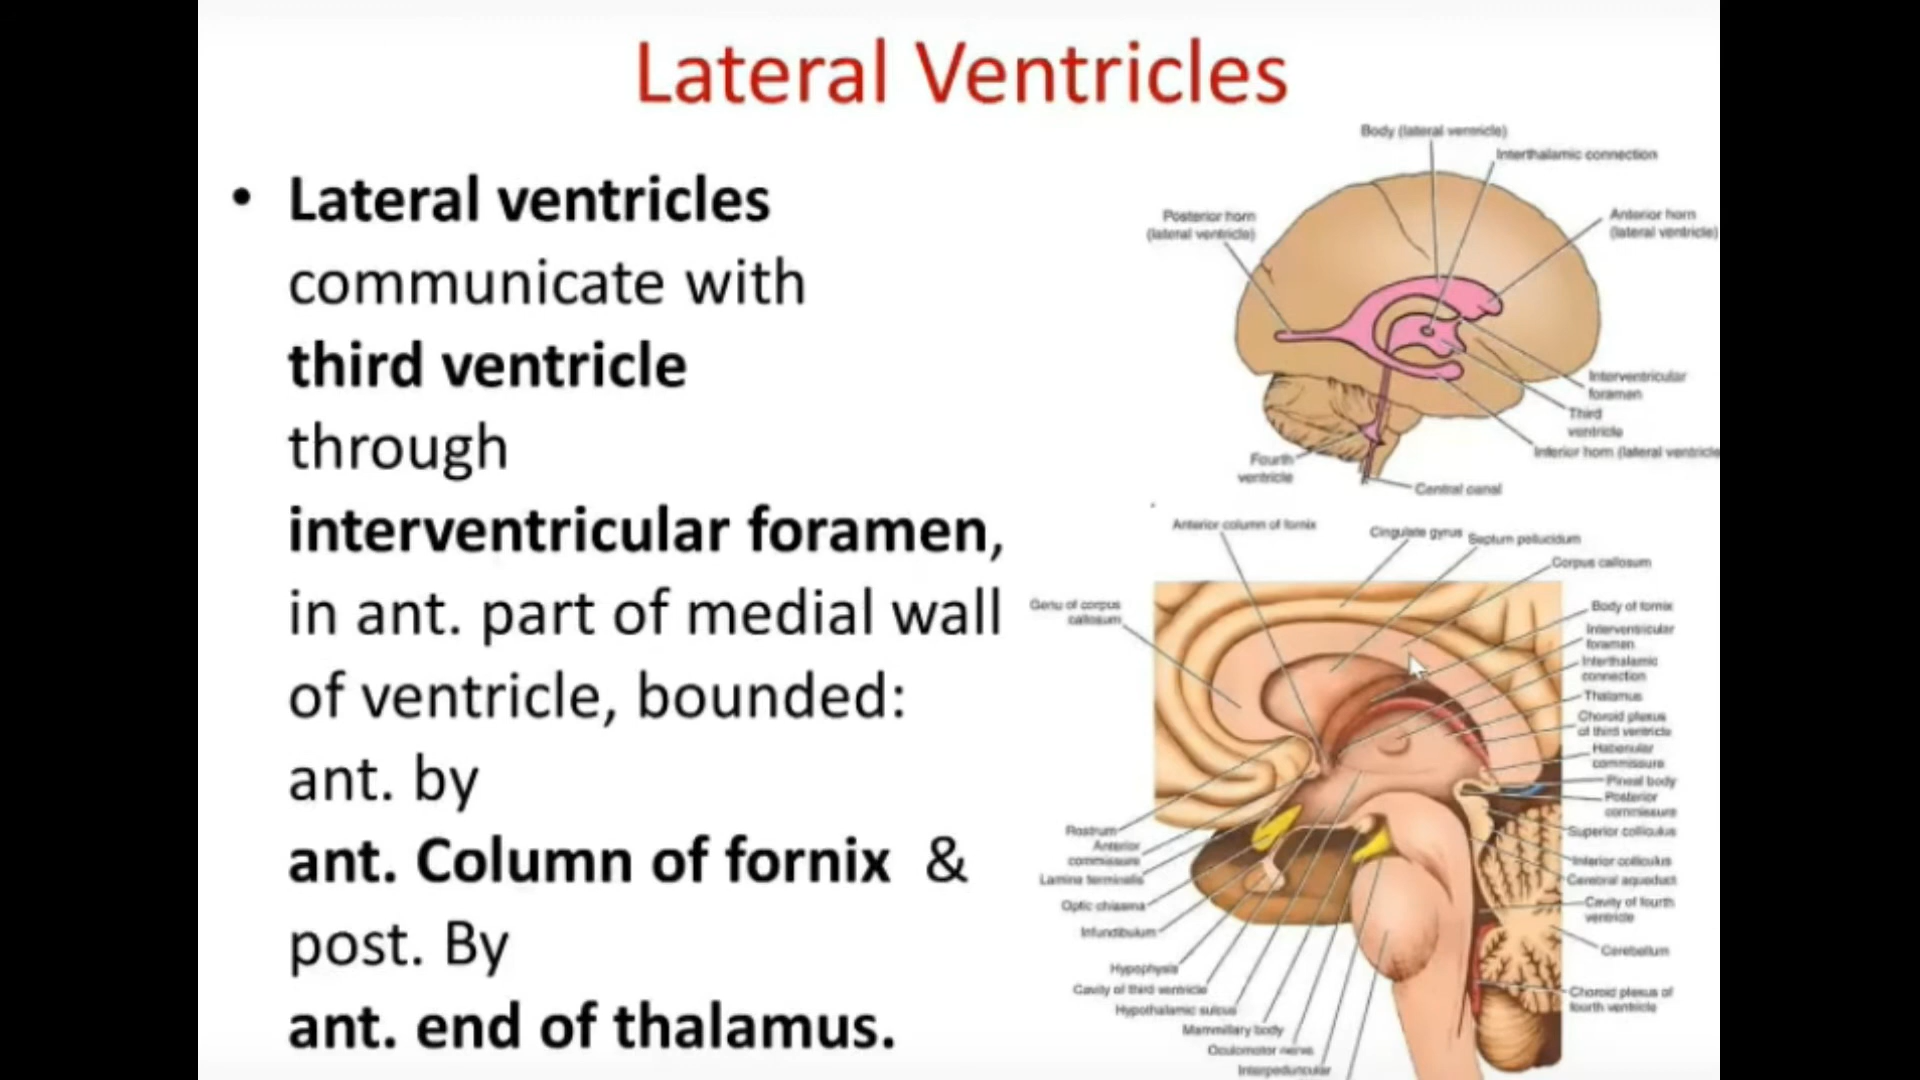 Lateral Ventricles
• Lateral ventricles
communicate with
third ventricle
through
interventricular foramen,
in ant. part of medial wall
of ventricle, bounded:
ant. by
ant. Column of fornix &
post. By
ant. end of thalamus.
Body (lateral ventricle)
Interthalamic connection
Posterior horn
(lateral ventricle)
Anterior horn
(lateral ventricle)
Interventricular
foramen
Third
ventricle
Inferior horn (lateral ventricle
Fourth
ventricle
Central canal
Anterior column of fornix
Cingulate gyrus
Septum pellucidum
Corpus callosum
Genu of corpus
callosum
Body of fornix
Interventricular
foramen
Interthalamic
connection
Thalamus
Choroid plexus
of third ventricle
Habenular
commissure
Pineal body
Posterior
commissure
Superior colliculus
Inferior colliculus
Cerebral aqueduct
Cavity of fourth
ventricle
Cerebellum
Choroid plexus of
fourth ventricle
Rostrum
Anterior
commissure
Lamina terminalis
Optic chiasma
Infundibulum
Hypophysis
Cavity of third ventricle
Hypothalamic sulcus
Mammillary body
Oculomotor nerve
Interpeduncular